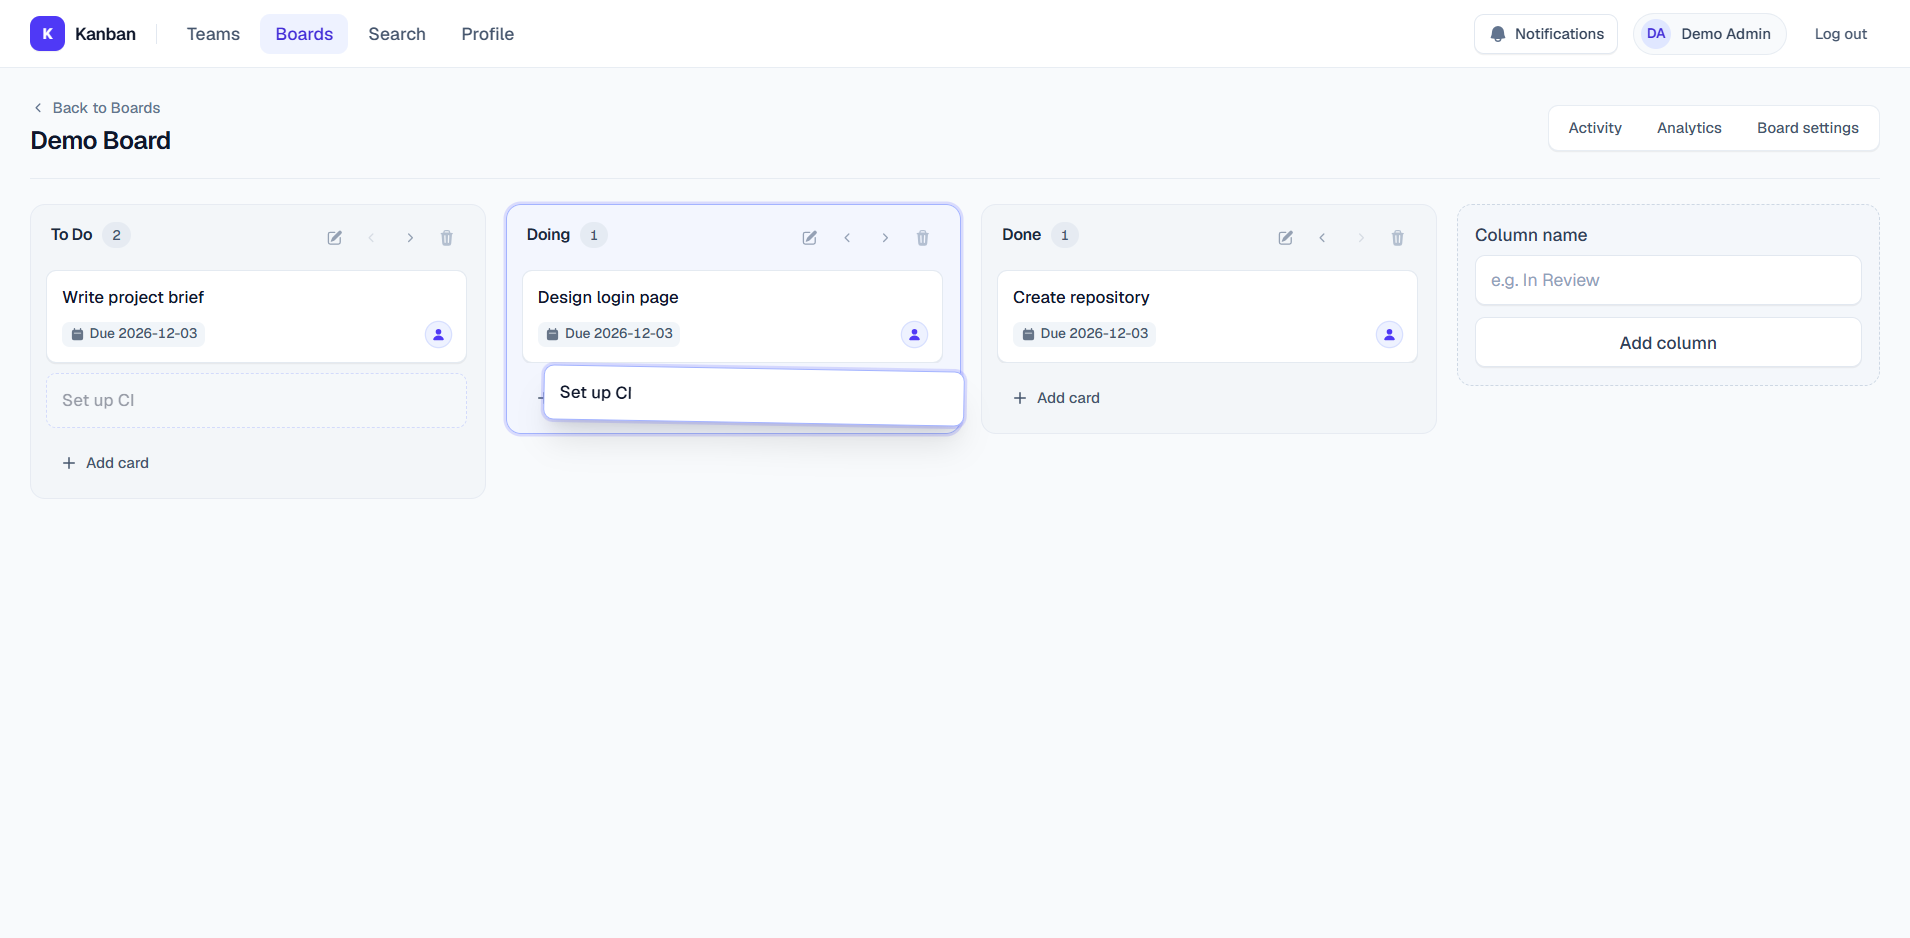 K Kanban Teams Boards Search Profile Notifications DA Demo Admin Log out
Back to Boards
Demo Board
Activity Analytics Board settings
To Do 2
Write project brief
Due 2026-12-03
Set up CI
Add card
Doing 1
Design login page
Due 2026-12-03
Set up CI
Done 1
Create repository
Due 2026-12-03
Add card
Column name
e.g. In Review
Add column